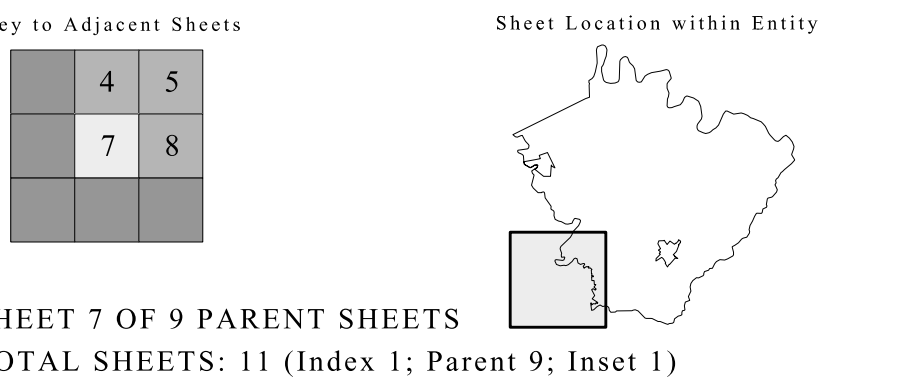 ey to Adjacent Sheets
Sheet Location within Entity
4 5
7 8
HEET 7 OF 9 PARENT SHEETS
OTAL SHEETS: 11 (Index 1; Parent 9; Inset 1)